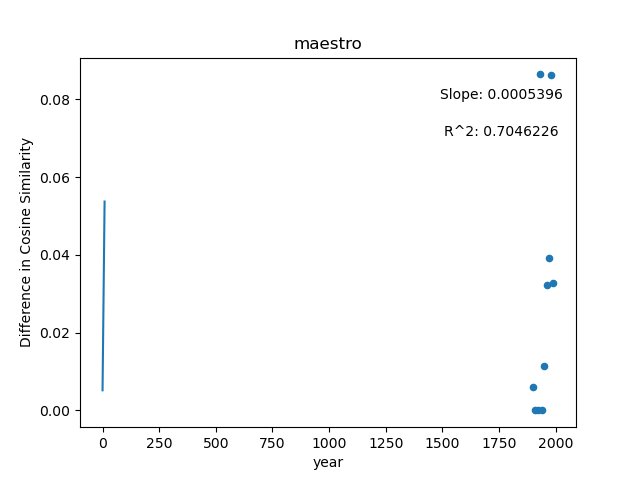 maestro
Slope: 0.0005396
R^2: 0.7046226
Difference in Cosine Similarity
0.08
0.06
0.04
0.02
0.00
0 250 500 750 1000 1250 1500 1750 2000
year